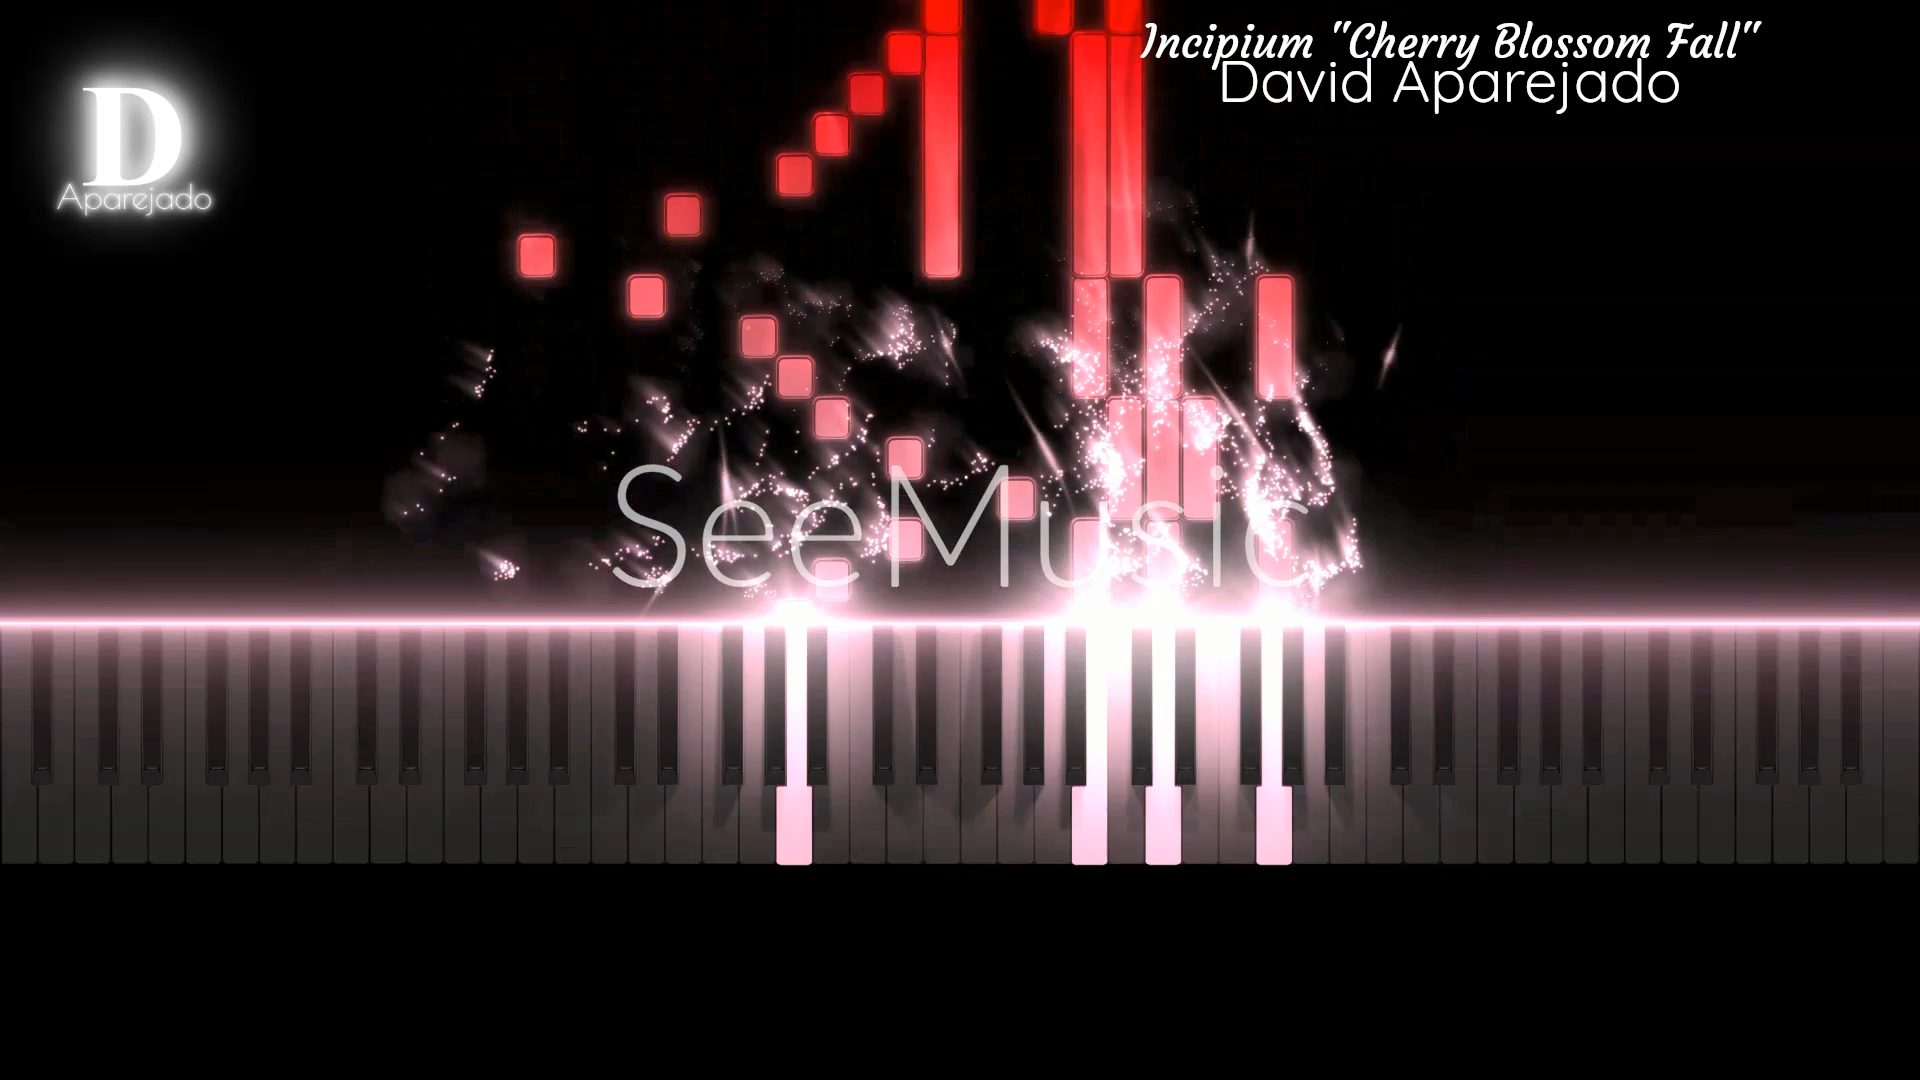 Incipium "Cherry Blossom Fall"
David Aparejado
D
Aparejado
SeeMusic